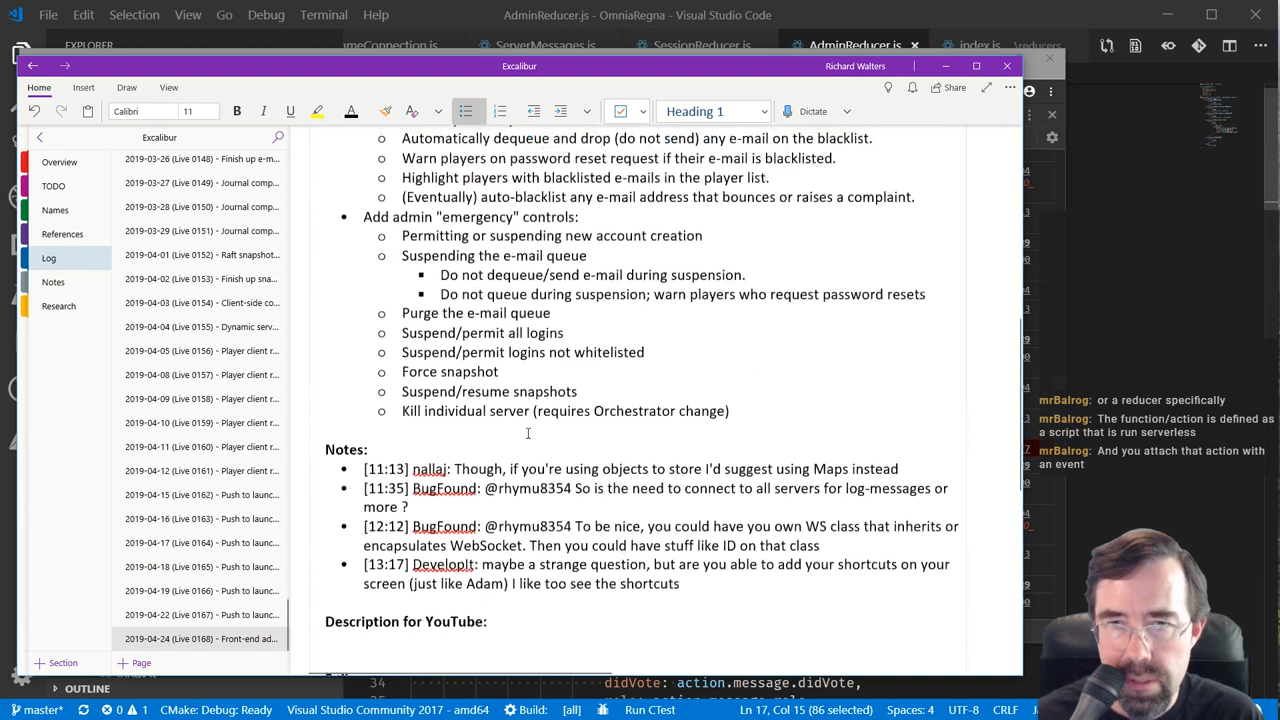 File Edit Selection View Go Debug Terminal Help AdminReducer.js - OmniaRegna - Visual Studio Code
EXPLORER ServerMessages.js SessionReducer.js AdminReducer.js index.js
Excalibur Richard Walters
Home Insert Draw View Share
Calibri 11 B I U A Heading 1 Dictate
Excalibur
Overview
TODO
Names
References
Log
Notes
Research
2019-03-26 (Live 0148) - Finish up e-m...
2019-03-27 (Live 0149) - Journal comp...
2019-03-28 (Live 0150) - Journal comp...
2019-03-29 (Live 0151) - Journal comp...
2019-04-01 (Live 0152) - Raft snapshot...
2019-04-02 (Live 0153) - Finish up sna...
2019-04-03 (Live 0154) - Client-side co...
2019-04-04 (Live 0155) - Dynamic serv...
2019-04-05 (Live 0156) - Player client r...
2019-04-08 (Live 0157) - Player client r...
2019-04-09 (Live 0158) - Player client r...
2019-04-10 (Live 0159) - Player client r...
2019-04-11 (Live 0160) - Player client r...
2019-04-12 (Live 0161) - Player client r...
2019-04-15 (Live 0162) - Push to launc...
2019-04-16 (Live 0163) - Push to launc...
2019-04-17 (Live 0164) - Push to launc...
2019-04-18 (Live 0165) - Push to launc...
2019-04-19 (Live 0166) - Push to launc...
2019-04-22 (Live 0167) - Push to launc...
2019-04-24 (Live 0168) - Front-end ad...
+ Section + Page
o Automatically dequeue and drop (do not send) any e-mail on the blacklist.
o Warn players on password reset request if their e-mail is blacklisted.
o Highlight players with blacklisted e-mails in the player list.
o (Eventually) auto-blacklist any e-mail address that bounces or raises a complaint.
• Add admin "emergency" controls:
o Permitting or suspending new account creation
o Suspending the e-mail queue
▪ Do not dequeue/send e-mail during suspension.
▪ Do not queue during suspension; warn players who request password resets
o Purge the e-mail queue
o Suspend/permit all logins
o Suspend/permit logins not whitelisted
o Force snapshot
o Suspend/resume snapshots
o Kill individual server (requires Orchestrator change)
Notes:
• [11:13] nallaj: Though, if you're using objects to store I'd suggest using Maps instead
• [11:35] BugFound: @rhymu8354 So is the need to connect to all servers for log-messages or
more ?
• [12:12] BugFound: @rhymu8354 To be nice, you could have you own WS class that inherits or
encapsulates WebSocket. Then you could have stuff like ID on that class
• [13:17] DevelopIt: maybe a strange question, but are you able to add your shortcuts on your
screen (just like Adam) I like too see the shortcuts
Description for YouTube:
mrBalrog: or a reducer specifically
mrBalrog: The function/action is defined as
a script that is run serverless
mrBalrog: And you attach that action with
an event
34 didVote: action.message.didVote,
OUTLINE
master* 0 1 CMake: Debug: Ready Visual Studio Community 2017 - amd64 Build: [all] Run CTest Ln 17, Col 15 (86 selected) Spaces: 4 UTF-8 CRLF